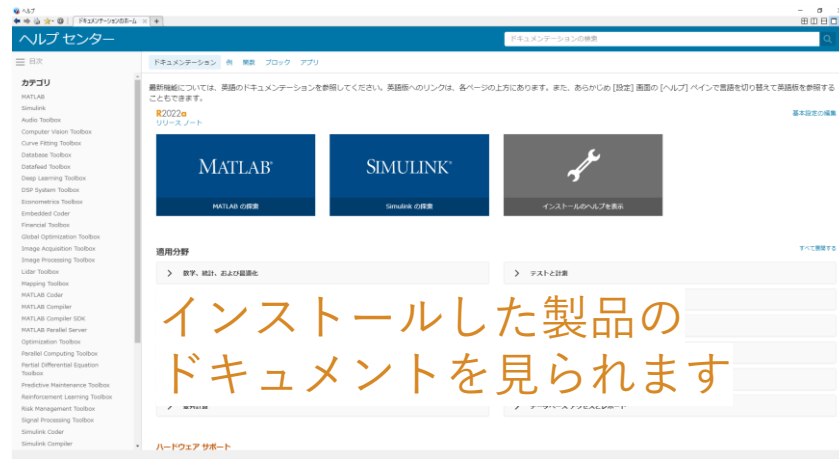 ヘルプ
ドキュメンテーションのホーム
ヘルプ センター
ドキュメンテーションの検索
目次
ドキュメンテーション 例 関数 ブロック アプリ
カテゴリ
MATLAB
Simulink
Audio Toolbox
Computer Vision Toolbox
Curve Fitting Toolbox
Database Toolbox
Datafeed Toolbox
Deep Learning Toolbox
DSP System Toolbox
Econometrics Toolbox
Embedded Coder
Financial Toolbox
Global Optimization Toolbox
Image Acquisition Toolbox
Image Processing Toolbox
Lidar Toolbox
Mapping Toolbox
MATLAB Coder
MATLAB Compiler
MATLAB Compiler SDK
MATLAB Parallel Server
Optimization Toolbox
Parallel Computing Toolbox
Partial Differential Equation
Toolbox
Predictive Maintenance Toolbox
Reinforcement Learning Toolbox
Risk Management Toolbox
Signal Processing Toolbox
Simulink Coder
Simulink Compiler
最新機能については、英語のドキュメンテーションを参照してください。英語版へのリンクは、各ページの上方にあります。また、あらかじめ [設定] 画面の [ヘルプ] ペインで言語を切り替えて英語版を参照する
こともできます。
R2022a
リリース ノート
基本設定の編集
MATLAB®
SIMULINK®
MATLAB の探索
Simulink の探索
インストールのヘルプを表示
適用分野
すべて展開する
数学、統計、および最適化
テストと計測
インストールした製品の
ドキュメントを見られます
ハードウェア サポート